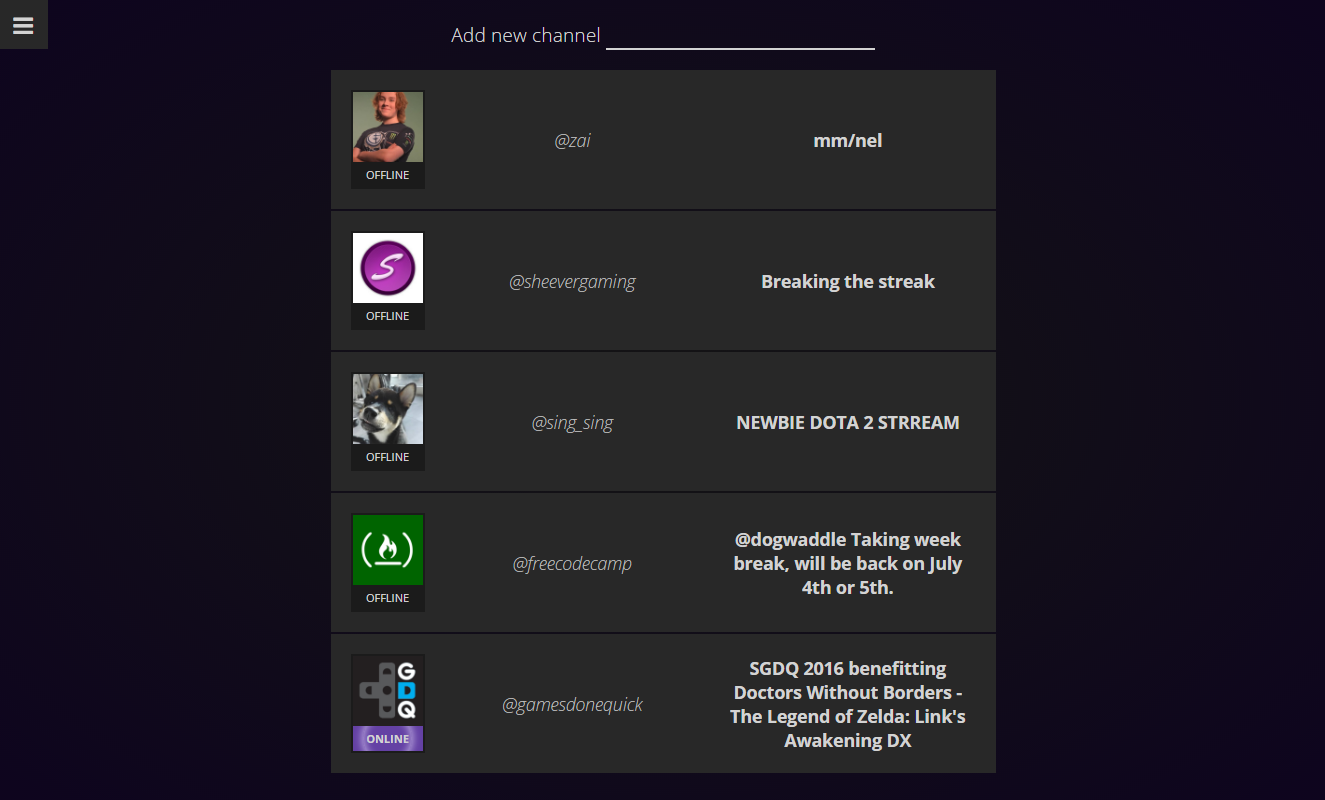 Add new channel
@zai
mm/nel
OFFLINE
S
@sheevergaming
Breaking the streak
OFFLINE
@sing_sing
NEWBIE DOTA 2 STRREAM
OFFLINE
@freecodecamp
@dogwaddle Taking week
break, will be back on July
4th or 5th.
OFFLINE
GDQ
ONLINE
@gamesdonequick
SGDQ 2016 benefitting
Doctors Without Borders -
The Legend of Zelda: Link's
Awakening DX